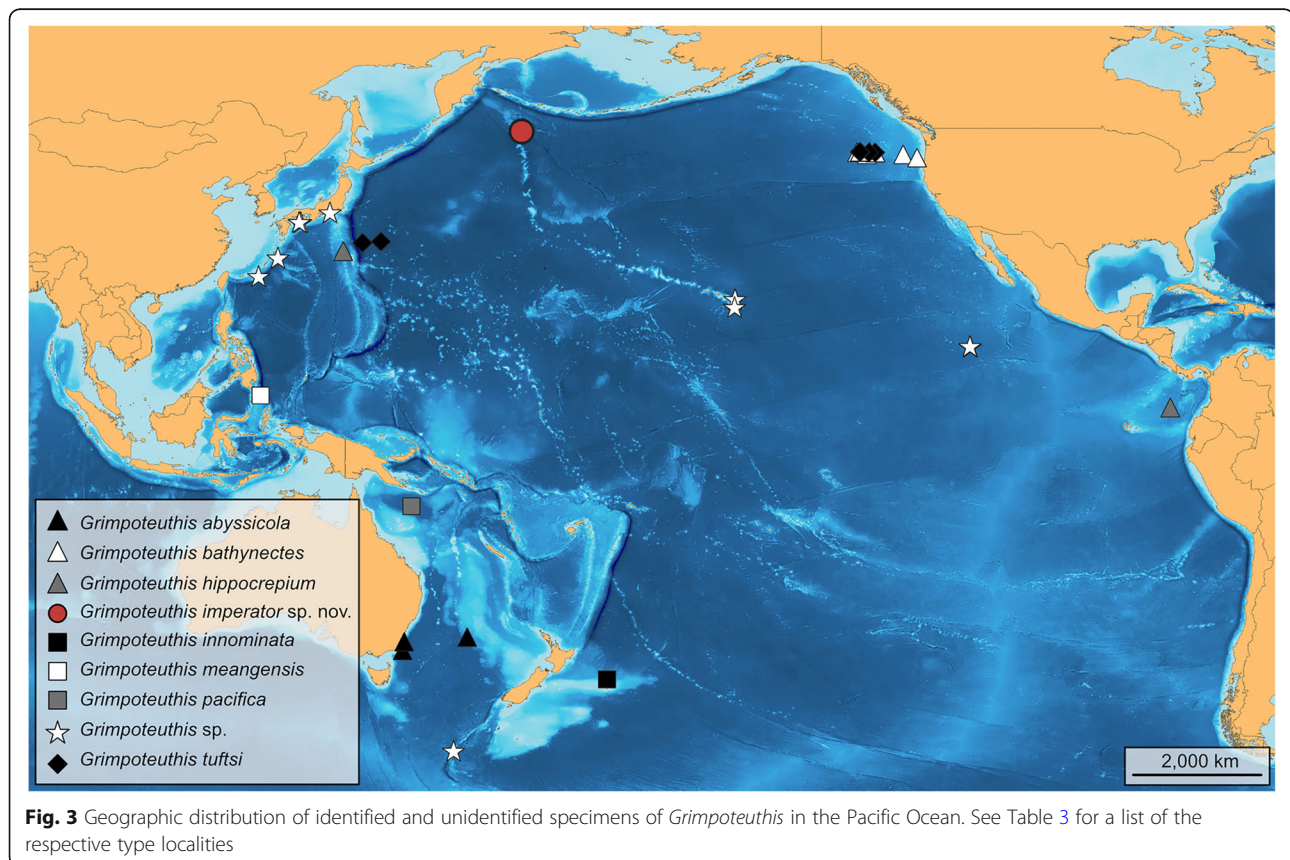 Grimpoteuthis abyssicola
Grimpoteuthis bathynectes
Grimpoteuthis hippocrepium
Grimpoteuthis imperator sp. nov.
Grimpoteuthis innominata
Grimpoteuthis meangensis
Grimpoteuthis pacifica
Grimpoteuthis sp.
Grimpoteuthis tuftsi
2,000 km
Fig. 3 Geographic distribution of identified and unidentified specimens of Grimpoteuthis in the Pacific Ocean. See Table 3 for a list of the
respective type localities